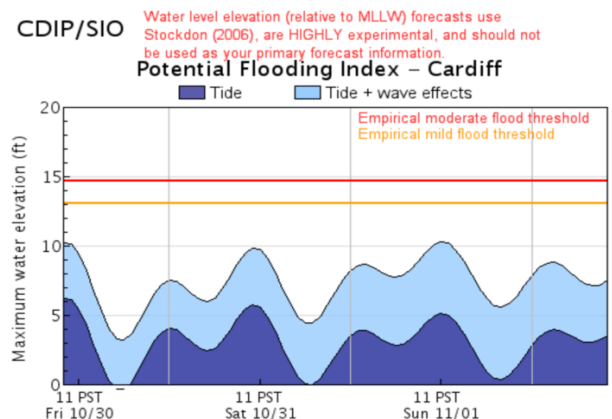 CDIP/SIO
Water level elevation (relative to MLLW) forecasts use
Stockdon (2006), are HIGHLY experimental, and should not
be used as your primary forecast information.
Potential Flooding Index – Cardiff
Tide
Tide + wave effects
Empirical moderate flood threshold
Empirical mild flood threshold
Maximum water elevation (ft)
20
15
10
5
0
11 PST
Fri 10/30
11 PST
Sat 10/31
11 PST
Sun 11/01